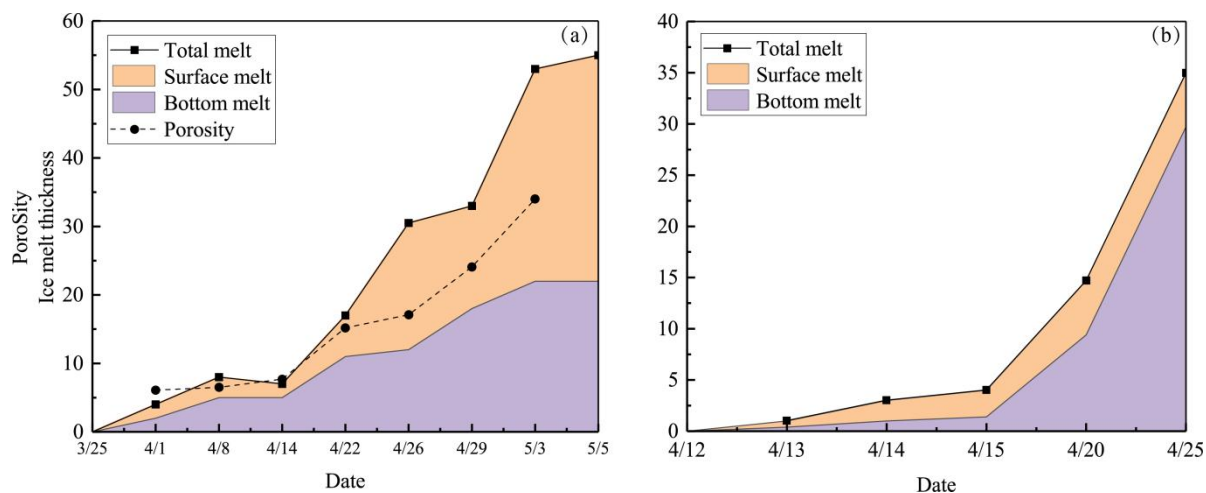 (a)
Total melt
Surface melt
Bottom melt
Porosity
60
50
40
30
20
10
0
PoroSity
Ice melt thickness
3/25 4/1 4/8 4/14 4/22 4/26 4/29 5/3 5/5
Date
(b)
Total melt
Surface melt
Bottom melt
40
35
30
25
20
15
10
5
0
4/12 4/13 4/14 4/15 4/20 4/25
Date